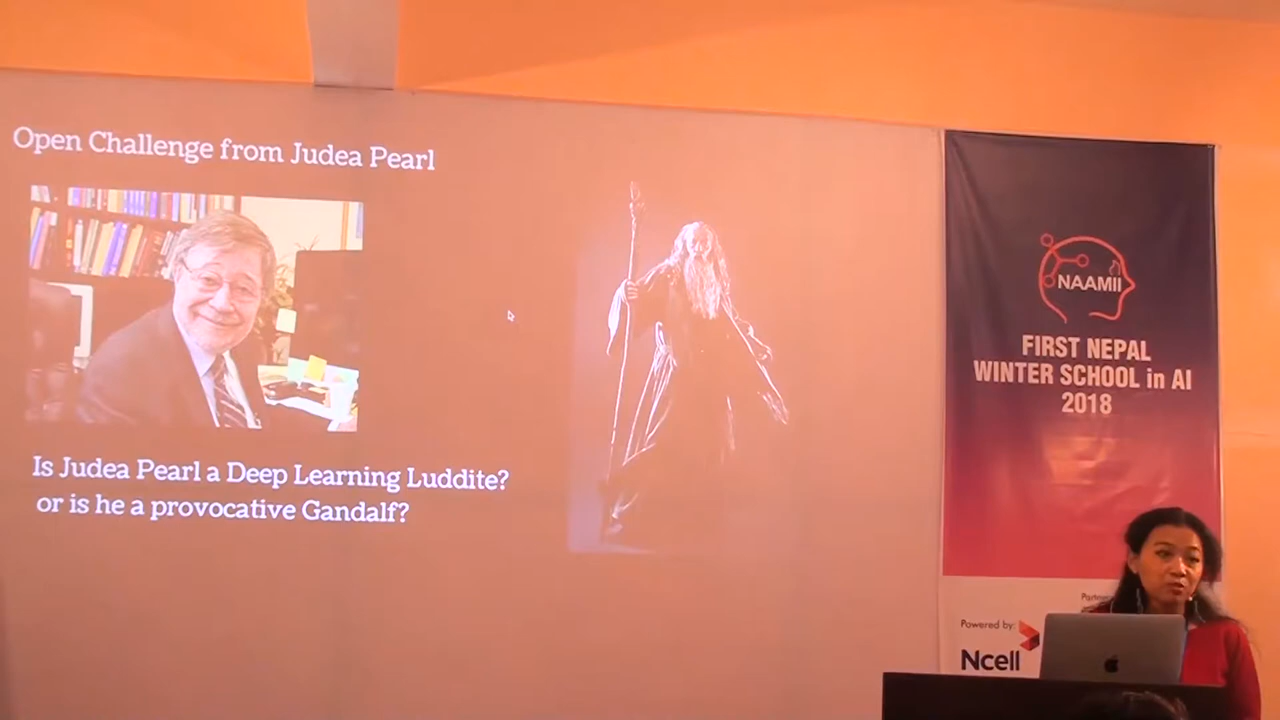 Open Challenge from Judea Pearl
Is Judea Pearl a Deep Learning Luddite?
or is he a provocative Gandalf?
NAAMII
FIRST NEPAL
WINTER SCHOOL in AI
2018
Powered by:
Ncell